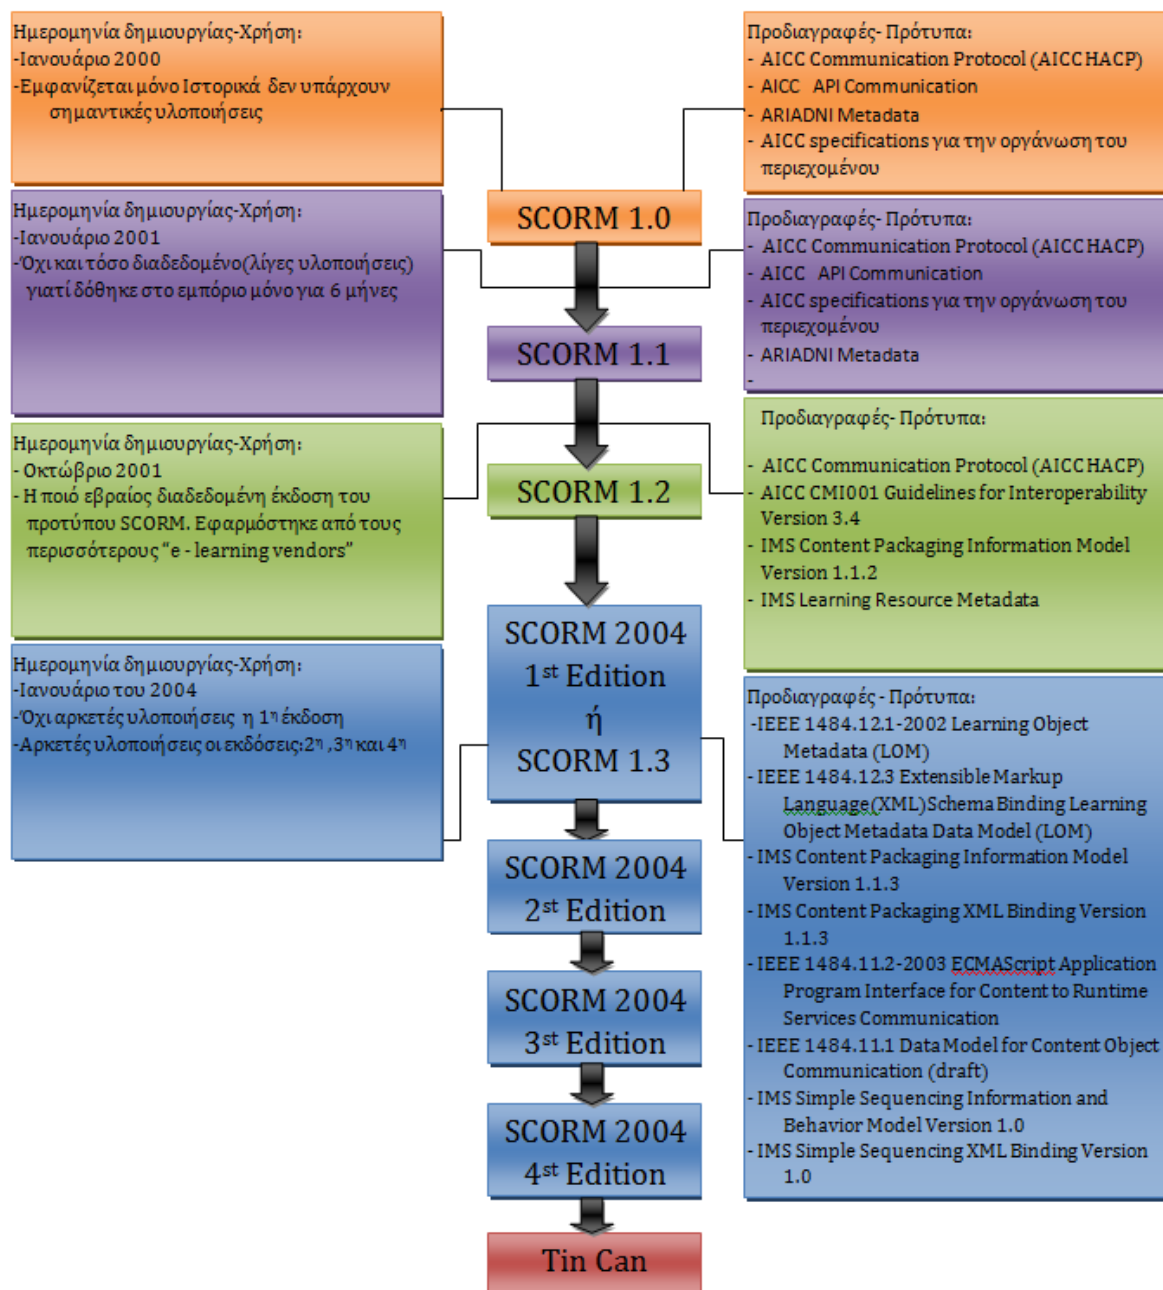 Ημερομηνία δημιουργίας-Χρήση:
-Ιανουάριο 2000
-Εμφανίζεται μόνο Ιστορικά δεν υπάρχουν
σημαντικές υλοποιήσεις
Προδιαγραφές- Πρότυπα:
- AICC Communication Protocol (AICC HACP)
- AICC API Communication
- ARIADNI Metadata
- AICC specifications για την οργάνωση του
περιεχομένου
SCORM 1.0
Ημερομηνία δημιουργίας-Χρήση:
-Ιανουάριο 2001
-Όχι και τόσο διαδεδομένο(λίγες υλοποιήσεις)
γιατί δόθηκε στο εμπόριο μόνο για 6 μήνες
Προδιαγραφές- Πρότυπα:
- AICC Communication Protocol (AICC HACP)
- AICC API Communication
- AICC specifications για την οργάνωση του
περιεχομένου
- ARIADNI Metadata
-
SCORM 1.1
Ημερομηνία δημιουργίας-Χρήση:
- Οκτώβριο 2001
- Η ποιό εβραίος διαδεδομένη έκδοση του
προτύπου SCORM. Εφαρμόστηκε από τους
περισσότερους “e - learning vendors”
Προδιαγραφές- Πρότυπα:
- AICC Communication Protocol (AICC HACP)
- AICC CMI001 Guidelines for Interoperability
Version 3.4
- IMS Content Packaging Information Model
Version 1.1.2
- IMS Learning Resource Metadata
SCORM 1.2
Ημερομηνία δημιουργίας-Χρήση:
-Ιανουάριο του 2004
-Όχι αρκετές υλοποιήσεις η 1η έκδοση
-Αρκετές υλοποιήσεις οι εκδόσεις:2η ,3η και 4η
SCORM 2004
1st Edition
ή
SCORM 1.3
Προδιαγραφές - Πρότυπα:
-IEEE 1484.12.1-2002 Learning Object
Metadata (LOM)
- IEEE 1484.12.3 Extensible Markup
Language(XML)Schema Binding Learning
Object Metadata Data Model (LOM)
- IMS Content Packaging Information Model
Version 1.1.3
- IMS Content Packaging XML Binding Version
1.1.3
- IEEE 1484.11.2-2003 ECMAScript Application
Program Interface for Content to Runtime
Services Communication
- IEEE 1484.11.1 Data Model for Content Object
Communication (draft)
- IMS Simple Sequencing Information and
Behavior Model Version 1.0
- IMS Simple Sequencing XML Binding Version
1.0
SCORM 2004
2st Edition
SCORM 2004
3st Edition
SCORM 2004
4st Edition
Tin Can